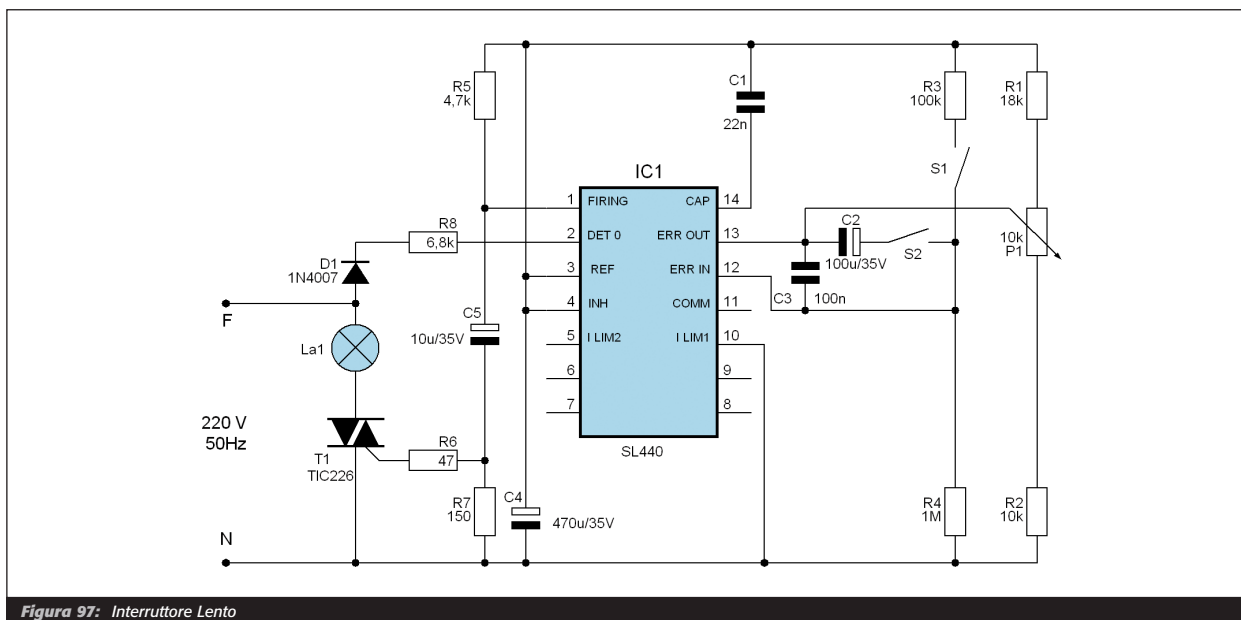 R5
4,7k
C1
22n
R3
100k
R1
18k
S1
IC1
1
FIRING
CAP
14
2
DET 0
ERR OUT
13
3
REF
ERR IN
12
4
INH
COMM
11
5
I LIM2
I LIM1
10
6
9
7
8
SL440
R8
6,8k
D1
1N4007
F
La1
C5
10u/35V
C2
100u/35V
S2
C3
100n
10k
P1
220 V
50Hz
T1
TIC226
R6
47
R7
150
C4
470u/35V
R4
1M
R2
10k
N
Figura 97: Interruttore Lento